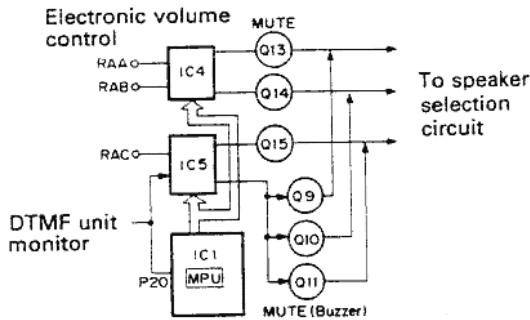 Electronic volume
control
MUTE
RAA
RAB
IC4
Q13
Q14
To speaker
selection
circuit
RAC
IC5
Q15
DTMF unit
monitor
Q9
Q10
Q11
P20
IC1
MPU
MUTE (Buzzer)